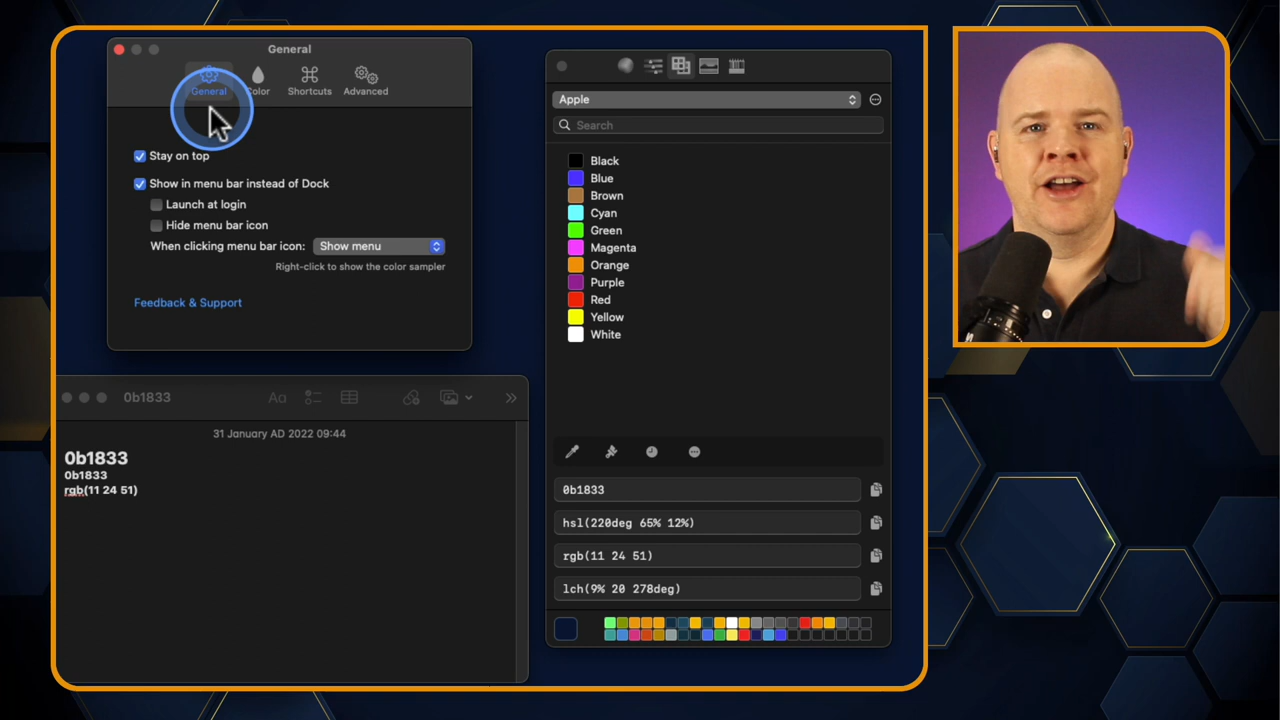 General
General
Color
Shortcuts
Advanced
Stay on top
Show in menu bar instead of Dock
Launch at login
Hide menu bar icon
When clicking menu bar icon: Show menu
Right-click to show the color sampler
Feedback & Support
0b1833
Aa
31 January AD 2022 09:44
0b1833
0b1833
rgb(11 24 51)
Apple
Search
Black
Blue
Brown
Cyan
Green
Magenta
Orange
Purple
Red
Yellow
White
0b1833
hsl(220deg 65% 12%)
rgb(11 24 51)
lch(9% 20 278deg)